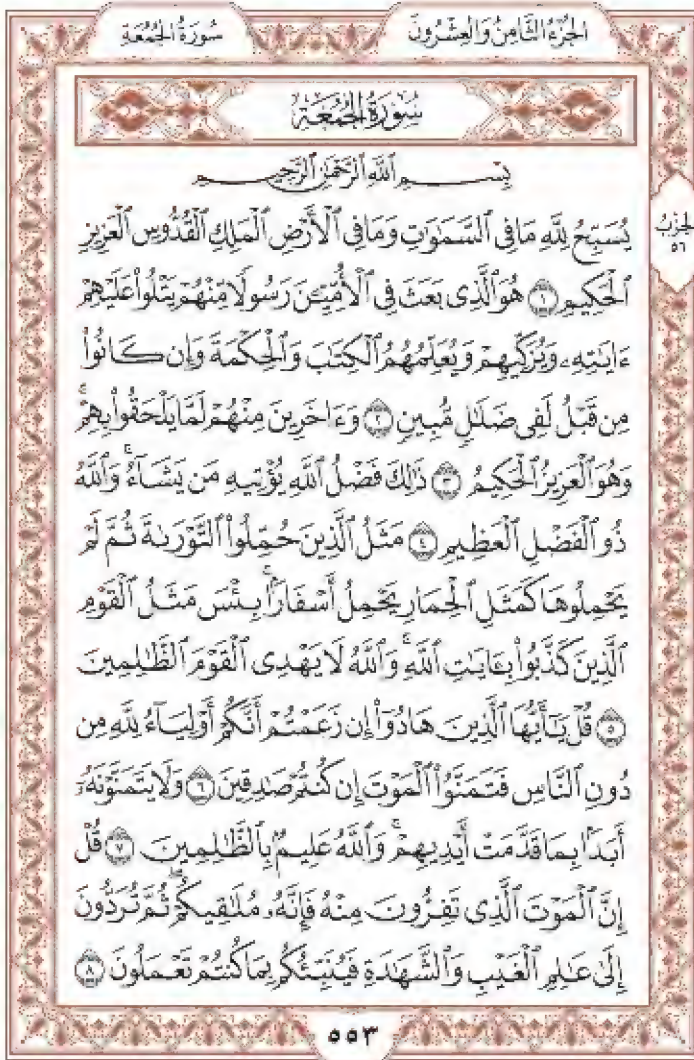 الجُزْءُ الثَّامِنُ وَالعِشْرُونَ
سُورَةُ الجُمُعَةِ
سُورَةُ الجُمُعَةِ
بِسْمِ ٱللَّهِ ٱلرَّحْمَٰنِ ٱلرَّحِيمِ
الحِزْبُ ٥٦
يُسَبِّحُ لِلَّهِ مَا فِى ٱلسَّمَٰوَٰتِ وَمَا فِى ٱلْأَرْضِ ٱلْمَلِكِ ٱلْقُدُّوسِ ٱلْعَزِيزِ
ٱلْحَكِيمِ ١ هُوَ ٱلَّذِى بَعَثَ فِى ٱلْأُمِّيِّـۧنَ رَسُولًا مِّنْهُمْ يَتْلُوا۟ عَلَيْهِمْ
ءَايَٰتِهِۦ وَيُزَكِّيهِمْ وَيُعَلِّمُهُمُ ٱلْكِتَٰبَ وَٱلْحِكْمَةَ وَإِن كَانُوا۟
مِن قَبْلُ لَفِى ضَلَٰلٍ مُّبِينٍ ٢ وَءَاخَرِينَ مِنْهُمْ لَمَّا يَلْحَقُوا۟ بِهِمْ ۚ
وَهُوَ ٱلْعَزِيزُ ٱلْحَكِيمُ ٣ ذَٰلِكَ فَضْلُ ٱللَّهِ يُؤْتِيهِ مَن يَشَآءُ ۚ وَٱللَّهُ
ذُو ٱلْفَضْلِ ٱلْعَظِيمِ ٤ مَثَلُ ٱلَّذِينَ حُمِّلُوا۟ ٱلتَّوْرَىٰةَ ثُمَّ لَمْ
يَحْمِلُوهَا كَمَثَلِ ٱلْحِمَارِ يَحْمِلُ أَسْفَارًۢا ۚ بِئْسَ مَثَلُ ٱلْقَوْمِ
ٱلَّذِينَ كَذَّبُوا۟ بِـَٔايَٰتِ ٱللَّهِ ۚ وَٱللَّهُ لَا يَهْدِى ٱلْقَوْمَ ٱلظَّٰلِمِينَ
٥ قُلْ يَٰٓأَيُّهَا ٱلَّذِينَ هَادُوٓا۟ إِن زَعَمْتُمْ أَنَّكُمْ أَوْلِيَآءُ لِلَّهِ مِن
دُونِ ٱلنَّاسِ فَتَمَنَّوُا۟ ٱلْمَوْتَ إِن كُنتُمْ صَٰدِقِينَ ٦ وَلَا يَتَمَنَّوْنَهُۥٓ
أَبَدًۢا بِمَا قَدَّمَتْ أَيْدِيهِمْ ۚ وَٱللَّهُ عَلِيمٌۢ بِٱلظَّٰلِمِينَ ٧ قُلْ
إِنَّ ٱلْمَوْتَ ٱلَّذِى تَفِرُّونَ مِنْهُ فَإِنَّهُۥ مُلَٰقِيكُمْ ۖ ثُمَّ تُرَدُّونَ
إِلَىٰ عَٰلِمِ ٱلْغَيْبِ وَٱلشَّهَٰدَةِ فَيُنَبِّئُكُم بِمَا كُنتُمْ تَعْمَلُونَ ٨
٥٥٣